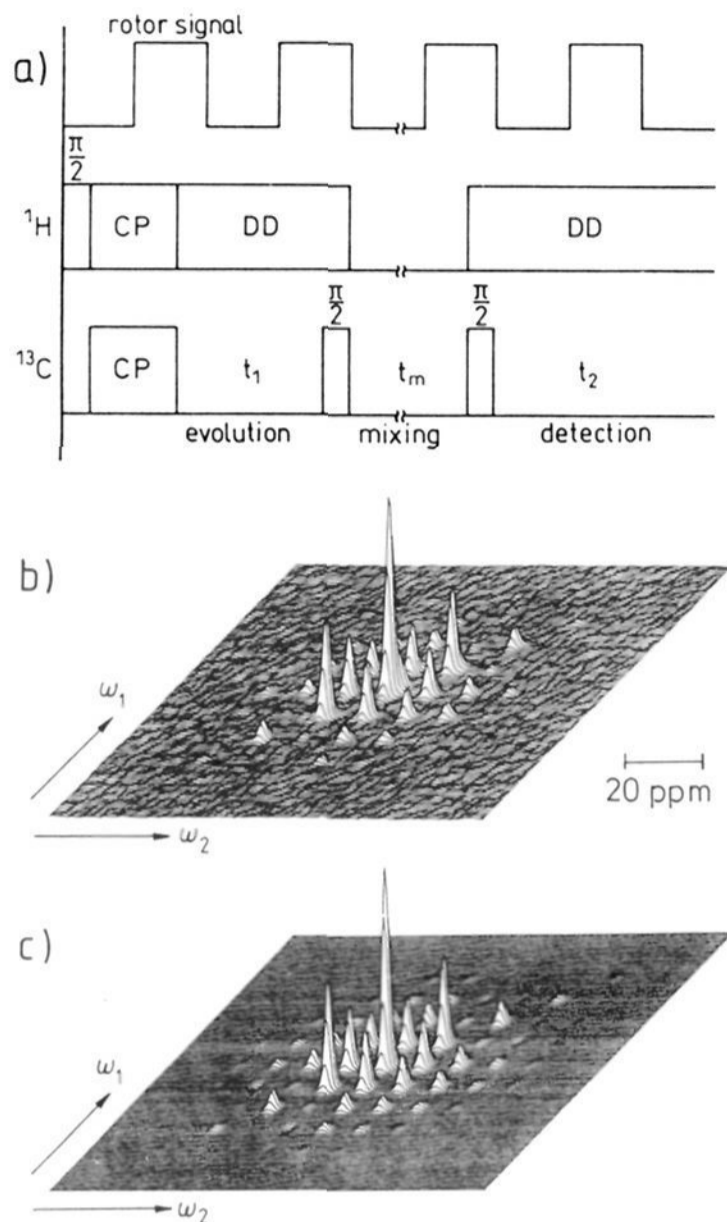 a)
rotor signal
π/2
¹H
CP
DD
DD
π/2
π/2
¹³C
CP
t₁
tₘ
t₂
evolution
mixing
detection
b)
ω₁
ω₂
20 ppm
c)
ω₁
ω₂